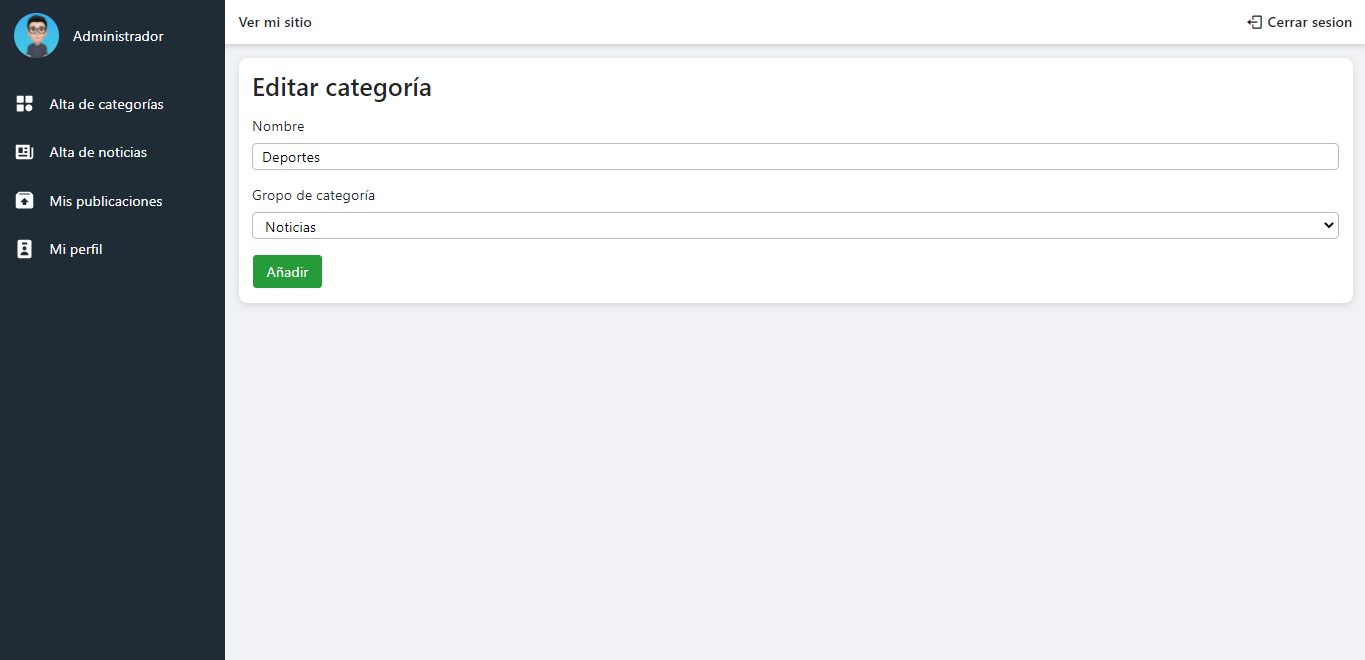 Administrador
Alta de categorías
Alta de noticias
Mis publicaciones
Mi perfil
Ver mi sitio
Cerrar sesion
Editar categoría
Nombre
Deportes
Gropo de categoría
Noticias
Añadir